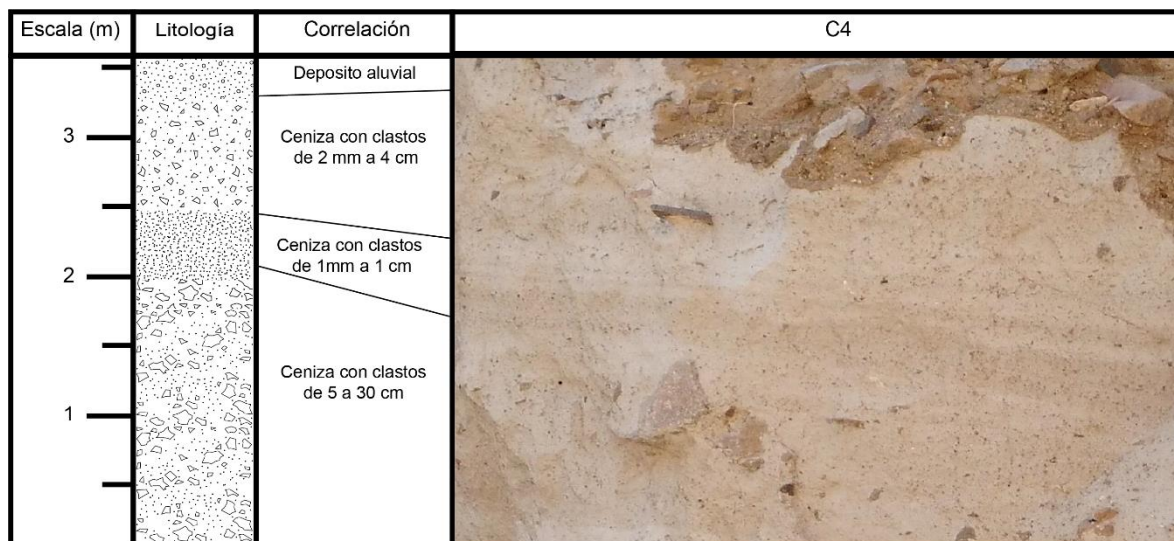 Escala (m)
Litología
Correlación
C4
3
2
1
Deposito aluvial
Ceniza con clastos
de 2 mm a 4 cm
Ceniza con clastos
de 1mm a 1 cm
Ceniza con clastos
de 5 a 30 cm